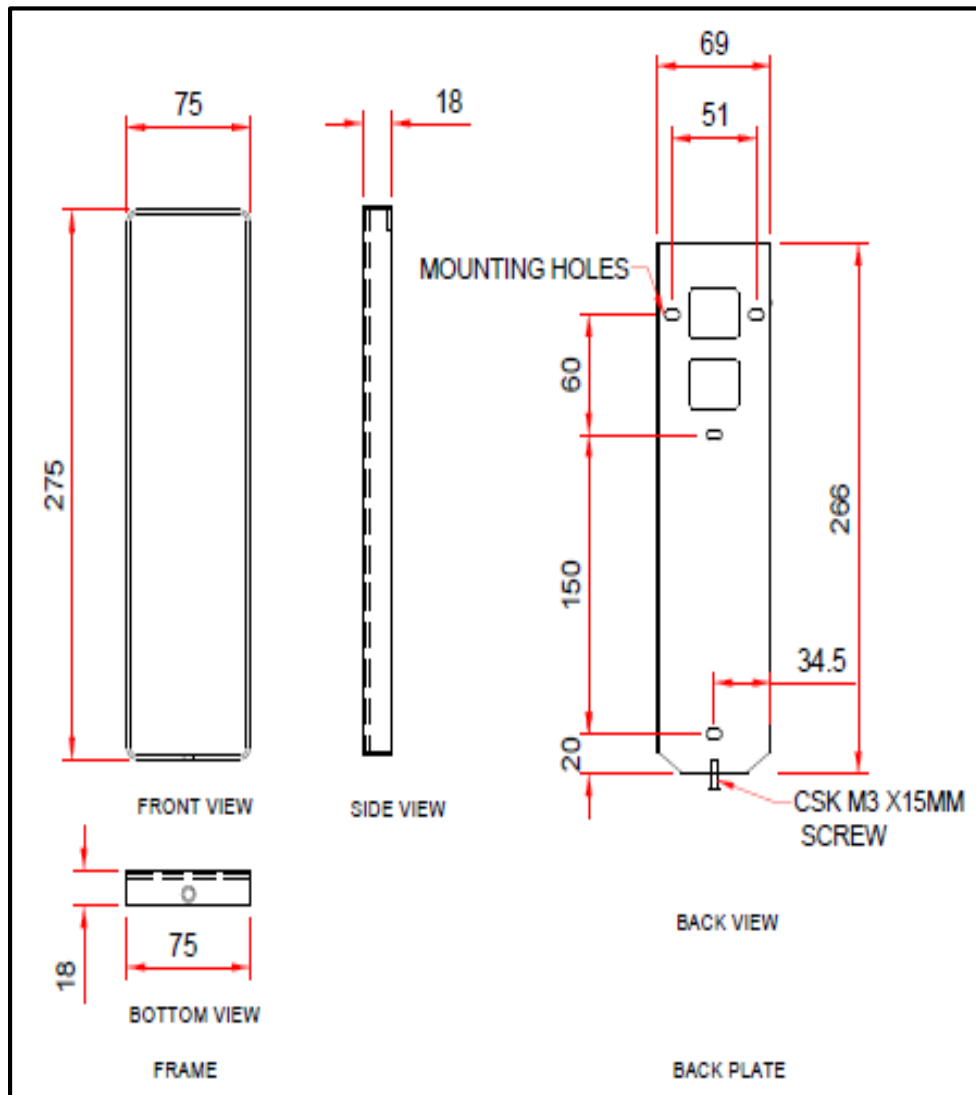 69
75
18
51
MOUNTING HOLES
60
275
266
150
34.5
20
CSK M3 X15MM
SCREW
FRONT VIEW
SIDE VIEW
BACK VIEW
18
75
BOTTOM VIEW
FRAME
BACK PLATE